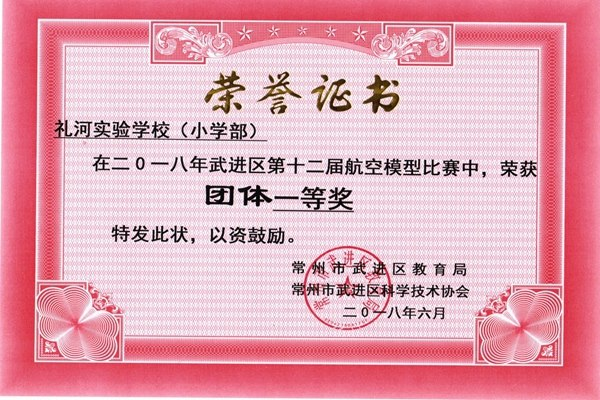 荣誉证书
礼河实验学校（小学部）
在二0一八年武进区第十二届航空模型比赛中，荣获
团体一等奖
特发此状，以资鼓励。
常州市武进区教育局
常州市武进区科学技术协会
二0一八年六月